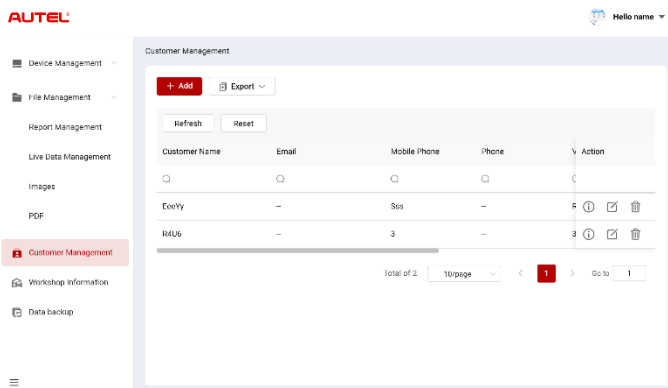 AUTEL
Hello name
Device Management
File Management
Report Management
Live Data Management
Images
PDF
Customer Management
Workshop Information
Data backup
Customer Management
+ Add
Export
Refresh
Reset
Customer Name Email Mobile Phone Phone V Action
EeeYy -- Sss -- F
R4U6 -- 3 -- 3
Total of 2 10/page < 1 > Go to 1